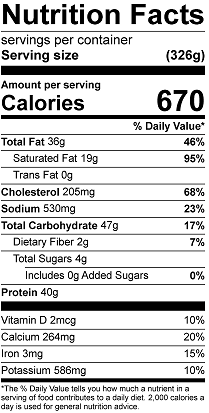 Nutrition Facts
servings per container
Serving size (326g)
Amount per serving
Calories 670
% Daily Value*
Total Fat 36g 46%
Saturated Fat 19g 95%
Trans Fat 0g
Cholesterol 205mg 68%
Sodium 530mg 23%
Total Carbohydrate 47g 17%
Dietary Fiber 2g 7%
Total Sugars 4g
Includes 0g Added Sugars 0%
Protein 40g
Vitamin D 2mcg 10%
Calcium 264mg 20%
Iron 3mg 15%
Potassium 586mg 10%
*The % Daily Value tells you how much a nutrient in a
serving of food contributes to a daily diet. 2,000 calories a
day is used for general nutrition advice.